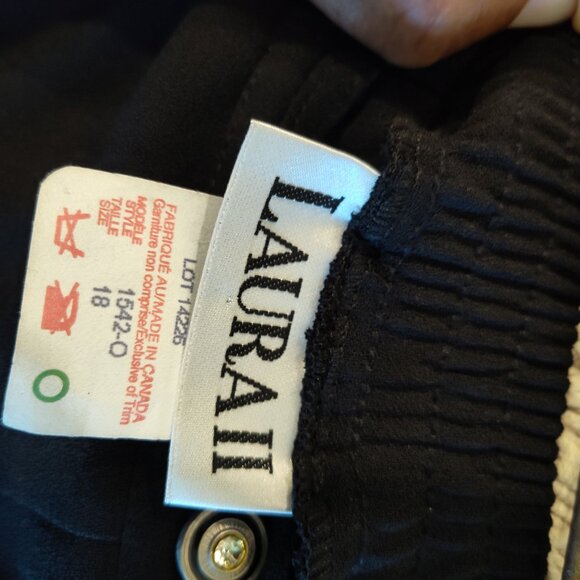 LAURA II
LOT 14226
FABRIQUÉ AU/MADE IN CANADA
Garniture non comprise/Exclusive of Trim
MODÈLE
STYLE 1542-O
TAILLE
SIZE 18